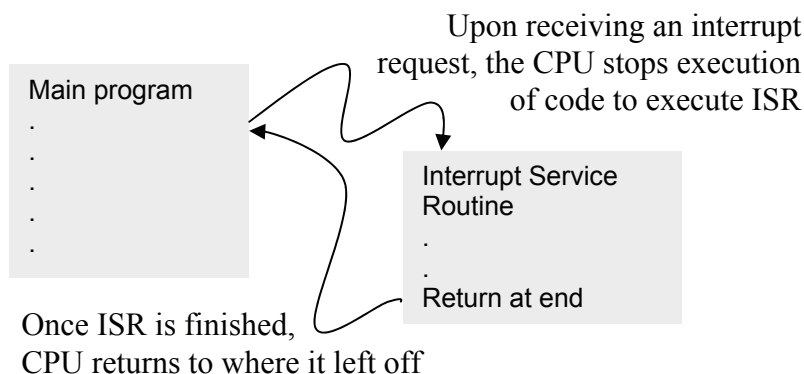 Upon receiving an interrupt
request, the CPU stops execution
of code to execute ISR
Main program
.
.
.
.
.
Interrupt Service
Routine
.
.
Return at end
Once ISR is finished,
CPU returns to where it left off